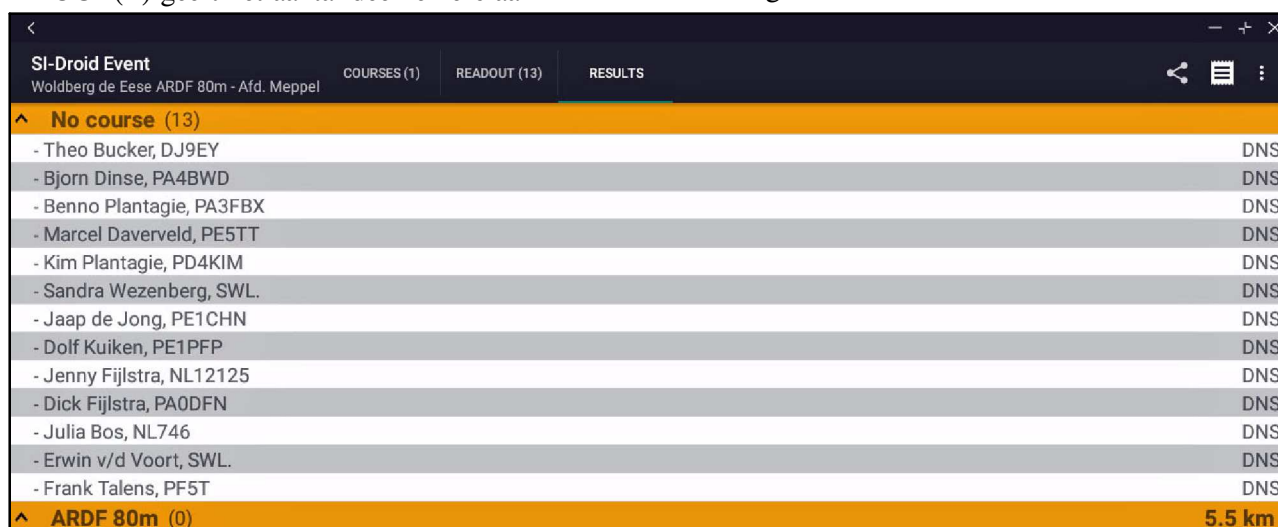 SI-Droid Event
Woldberg de Eese ARDF 80m - Afd. Meppel
COURSES (1) READOUT (13) RESULTS
No course (13)
- Theo Bucker, DJ9EY DNS
- Bjorn Dinse, PA4BWD DNS
- Benno Plantagie, PA3FBX DNS
- Marcel Daverveld, PE5TT DNS
- Kim Plantagie, PD4KIM DNS
- Sandra Wezenberg, SWL. DNS
- Jaap de Jong, PE1CHN DNS
- Dolf Kuiken, PE1PFP DNS
- Jenny Fijlstra, NL12125 DNS
- Dick Fijlstra, PA0DFN DNS
- Julia Bos, NL746 DNS
- Erwin v/d Voort, SWL. DNS
- Frank Talens, PF5T DNS
ARDF 80m (0) 5.5 km